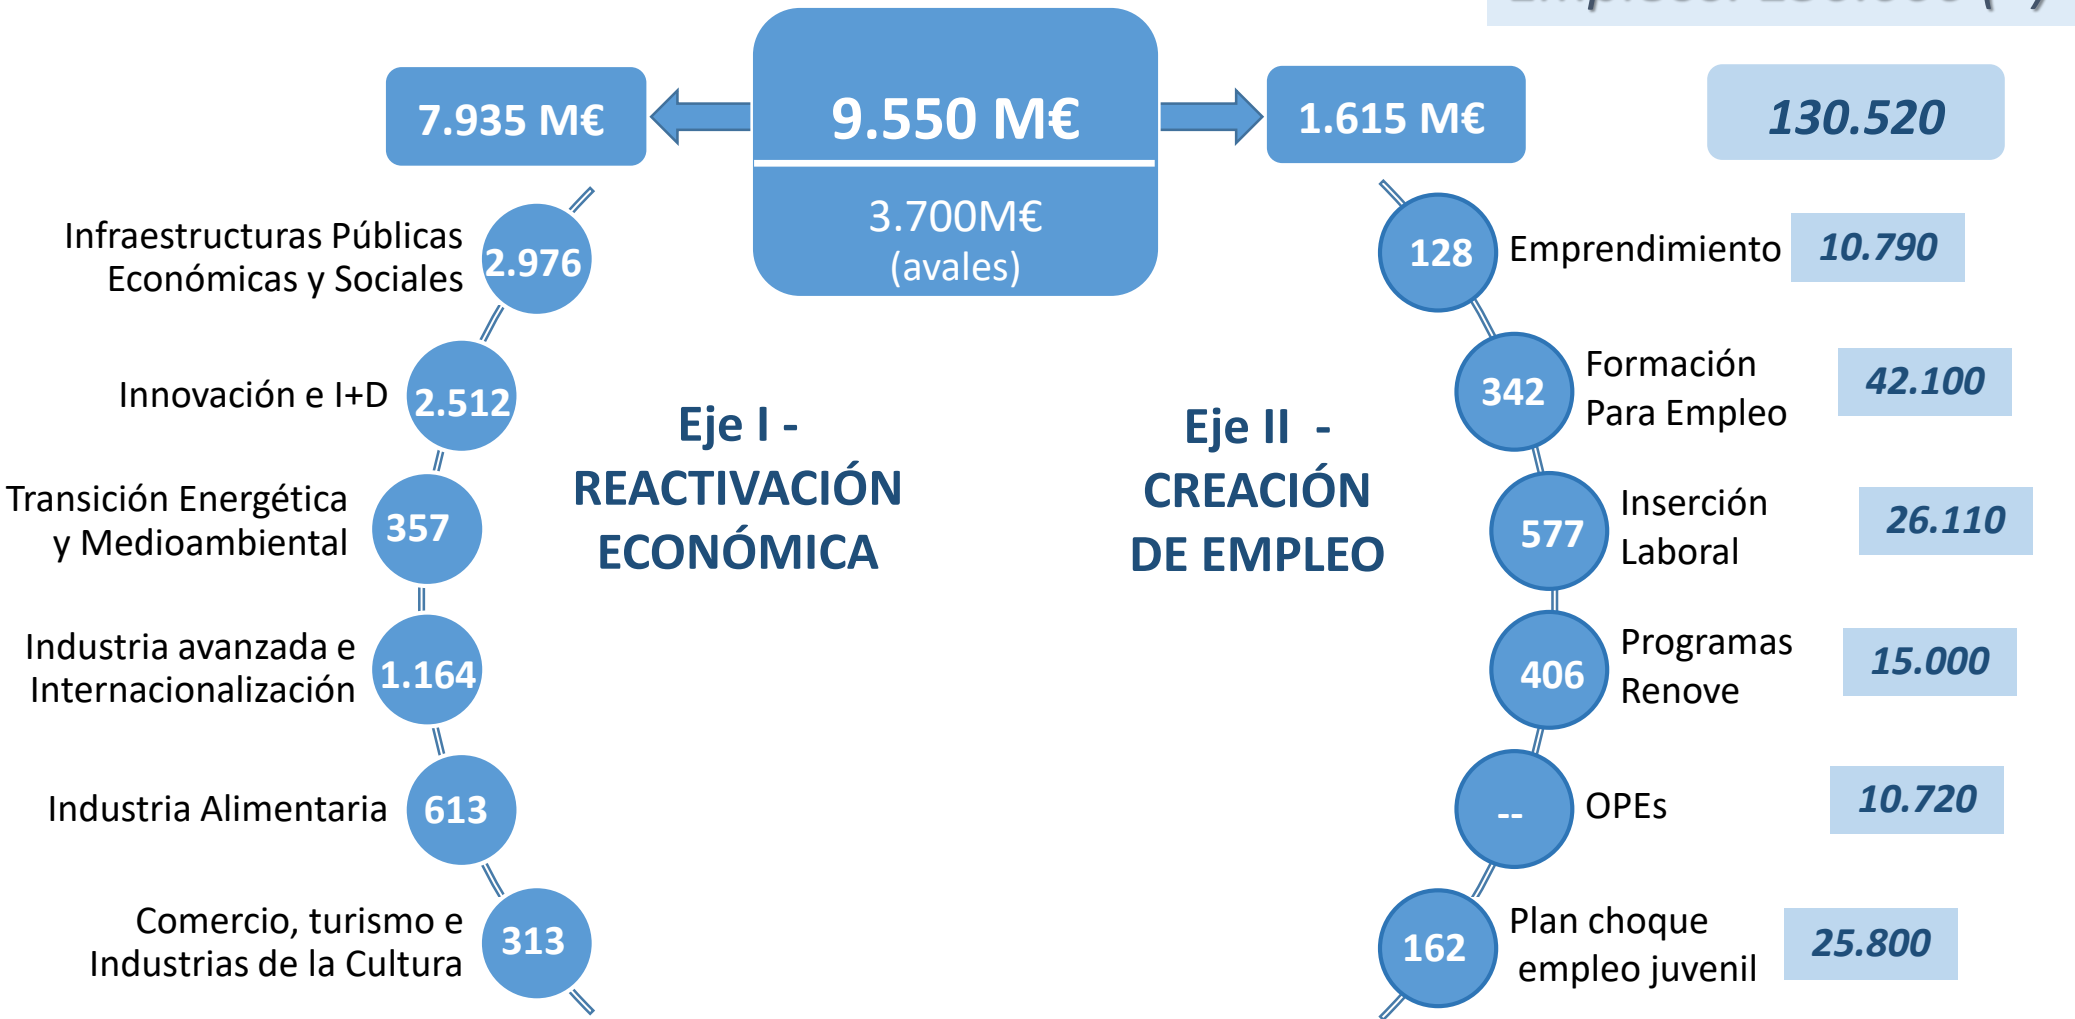 7.935 M€
9.550 M€
3.700M€
(avales)
1.615 M€
130.520
Infraestructuras Públicas
Económicas y Sociales
2.976
Innovación e I+D
2.512
Transición Energética
y Medioambiental
357
Industria avanzada e
Internacionalización
1.164
Industria Alimentaria
613
Comercio, turismo e
Industrias de la Cultura
313
Eje I -
REACTIVACIÓN
ECONÓMICA
Eje II -
CREACIÓN
DE EMPLEO
128
Emprendimiento
10.790
342
Formación
Para Empleo
42.100
577
Inserción
Laboral
26.110
406
Programas
Renove
15.000
--
OPEs
10.720
162
Plan choque
empleo juvenil
25.800